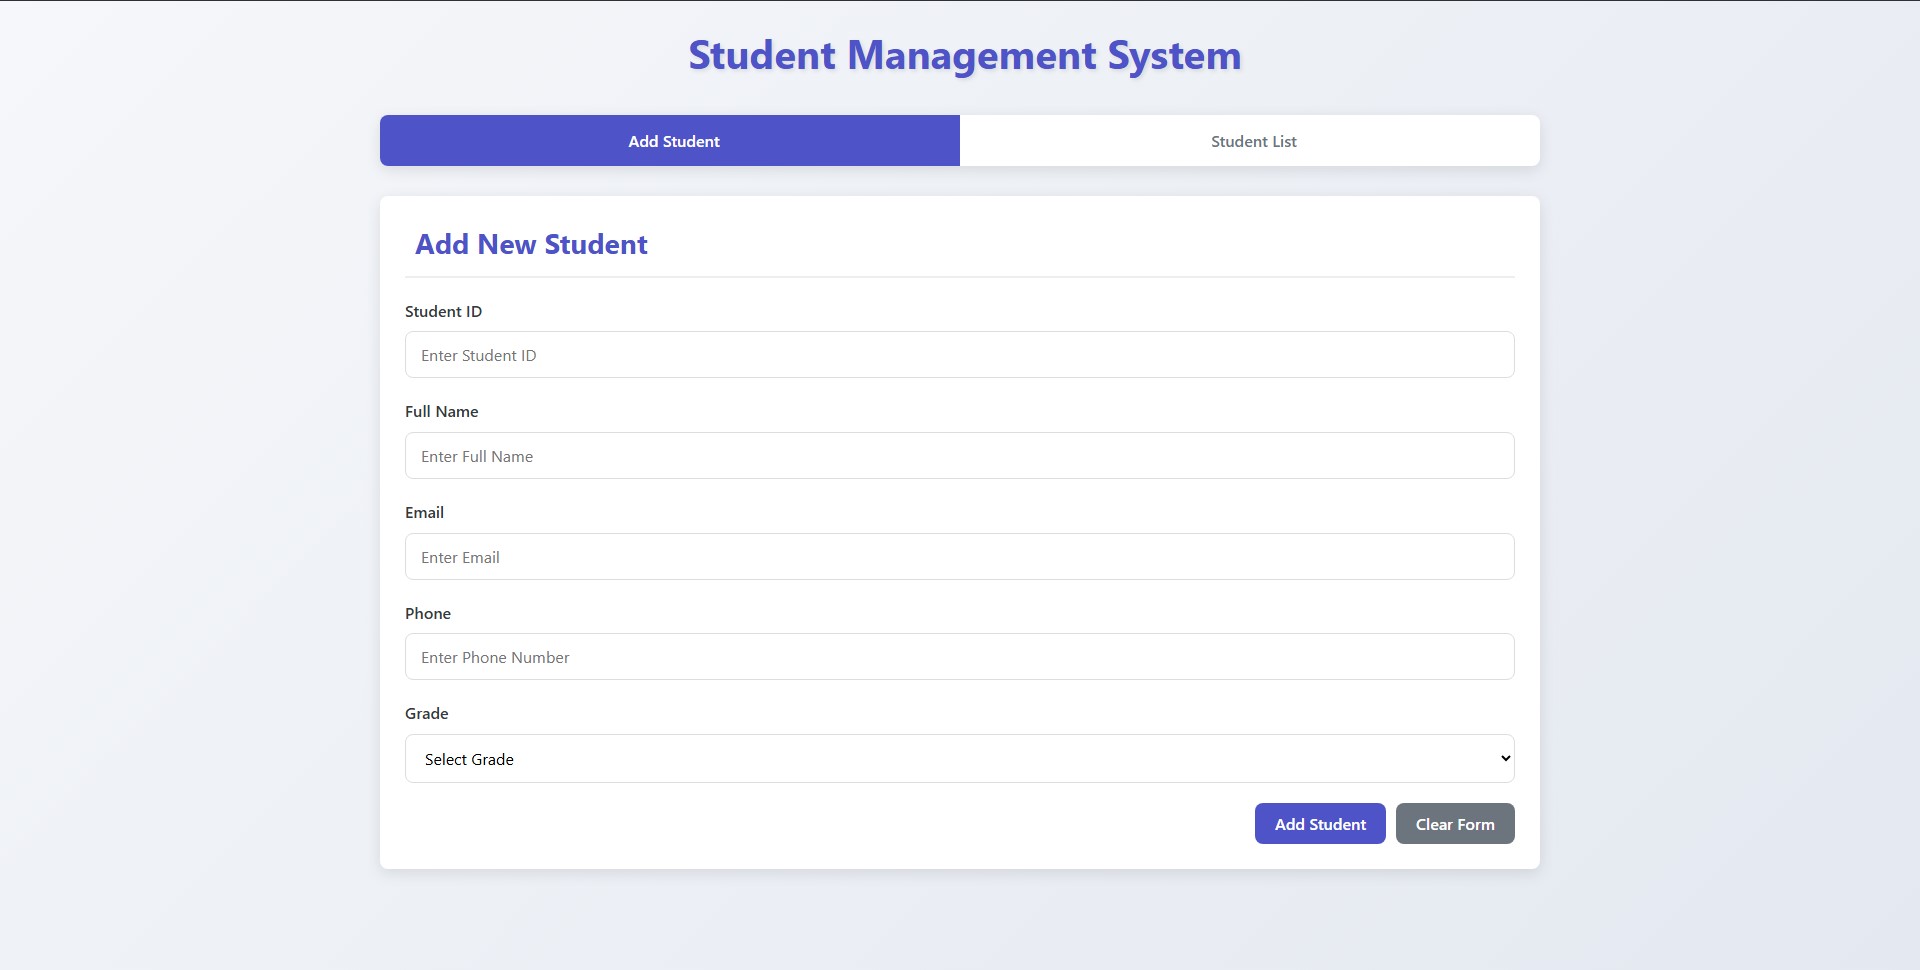 Student Management System
Add Student
Student List
Add New Student
Student ID
Enter Student ID
Full Name
Enter Full Name
Email
Enter Email
Phone
Enter Phone Number
Grade
Select Grade
Add Student
Clear Form